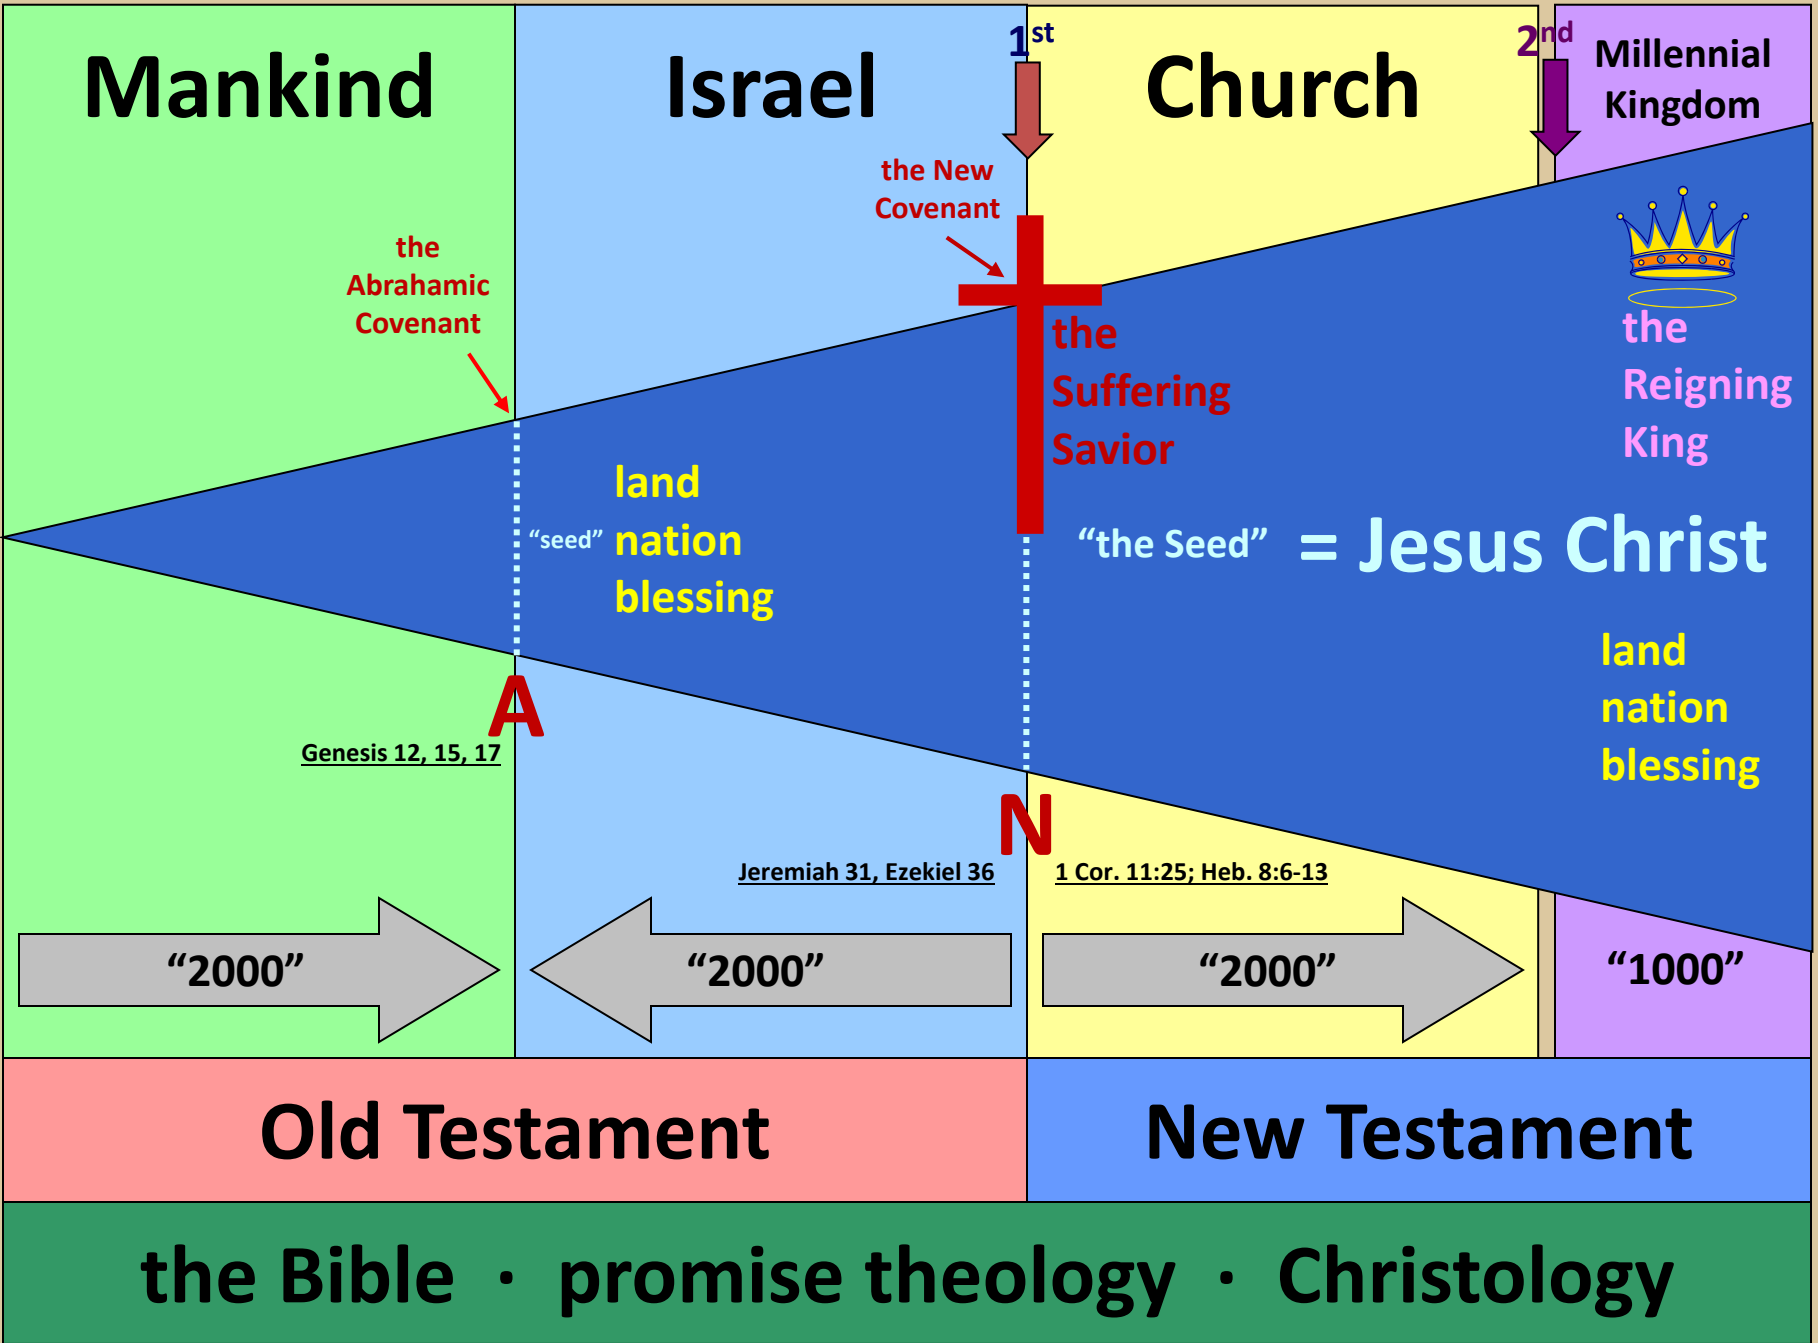 Mankind
Israel
1st
Church
2nd
Millennial
Kingdom
the New
Covenant
the
Abrahamic
Covenant
the
Suffering
Savior
the
Reigning
King
“seed”
land
nation
blessing
“the Seed”
= Jesus Christ
land
nation
blessing
A
Genesis 12, 15, 17
N
Jeremiah 31, Ezekiel 36
1 Cor. 11:25; Heb. 8:6-13
“2000”
“2000”
“2000”
“1000”
Old Testament
New Testament
the Bible · promise theology · Christology